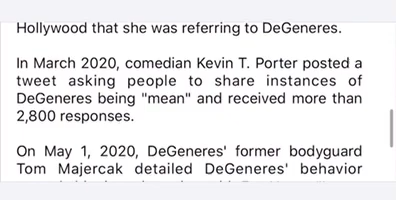 Hollywood that she was referring to DeGeneres.
In March 2020, comedian Kevin T. Porter posted a
tweet asking people to share instances of
DeGeneres being "mean" and received more than
2,800 responses.
On May 1, 2020, DeGeneres' former bodyguard
Tom Majercak detailed DeGeneres' behavior